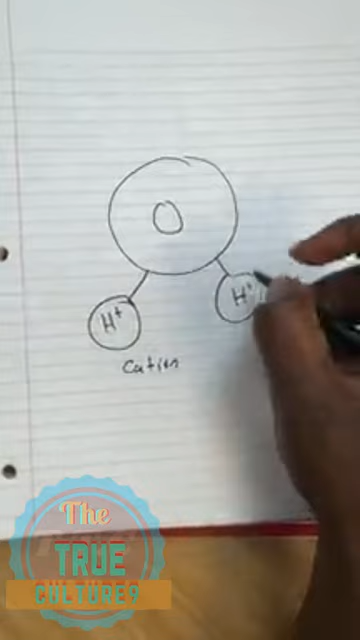 O
H+ H+
Cation
The
TRUE
CULTURE9